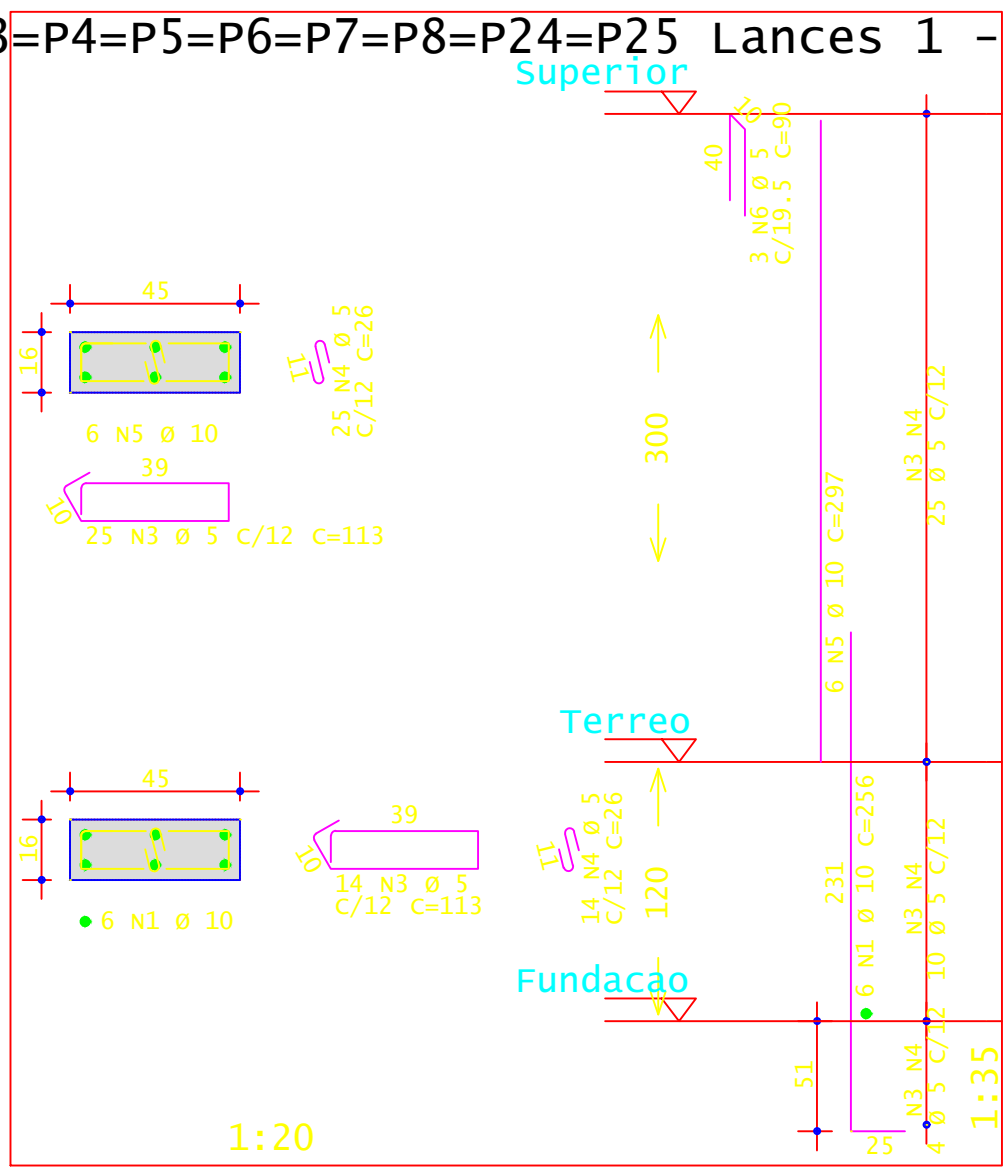 3=P4=P5=P6=P7=P8=P24=P25 Lances 1 -
Superior
10
40
3 N6 Ø 5
C/19.5 C=90
45
16
11
25 N4 Ø 5
C/12 C=26
6 N5 Ø 10
39
10
25 N3 Ø 5 C/12 C=113
300
6 N5 Ø 10 C=297
N3 N4
25 Ø 5 C/12
Terreo
45
16
39
10
14 N3 Ø 5
C/12 C=113
11
14 N4 Ø 5
C/12 C=26
120
6 N1 Ø 10
231
6 N1 Ø 10 C=256
N3 N4
10 Ø 5 C/12
Fundacao
51
25
N3 N4
4 Ø 5 C/12
1:20
1:35